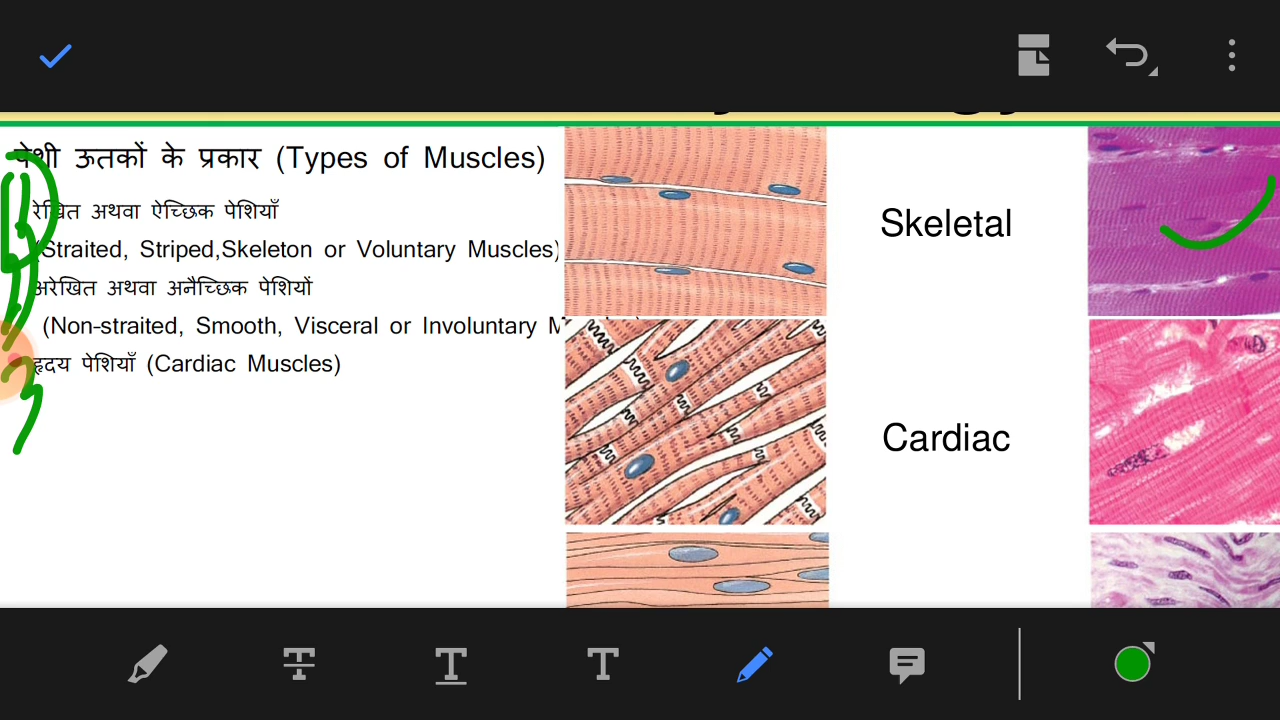 पेशी ऊतकों के प्रकार (Types of Muscles)
रेखित अथवा ऐच्छिक पेशियाँ
(Straited, Striped,Skeleton or Voluntary Muscles)
अरेखित अथवा अनैच्छिक पेशियों
(Non-straited, Smooth, Visceral or Involuntary
हृदय पेशियाँ (Cardiac Muscles)
Skeletal
Cardiac